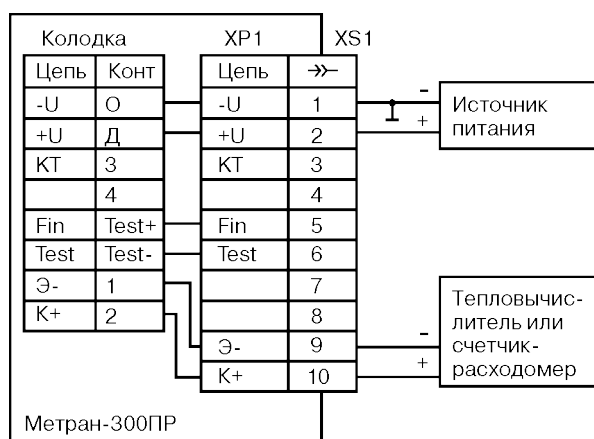 Колодка XP1 XS1
Цепь Конт Цепь
-U О -U 1 -
+U Д +U 2 +
КТ 3 КТ 3
4 4
Fin Test+ Fin 5
Test Test- Test 6
Э- 1 7
К+ 2 8
Э- 9 -
К+ 10 +
Источник
питания
Тепловычис-
литель или
счетчик-
расходомер
Метран-300ПР